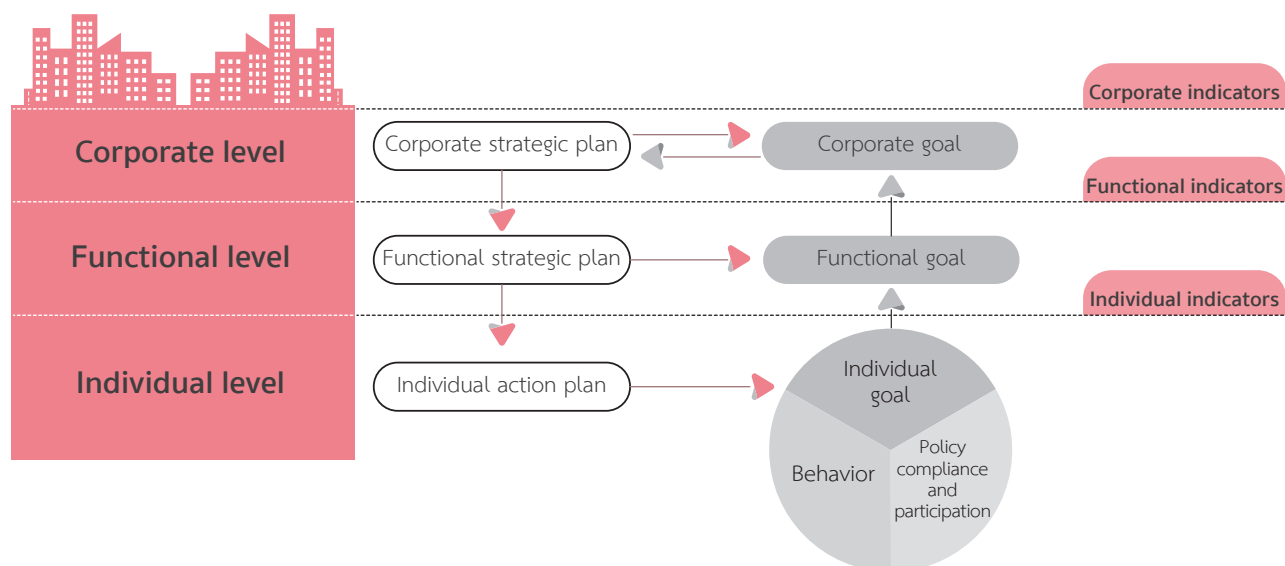 Corporate indicators
Corporate level
Corporate strategic plan
Corporate goal
Functional indicators
Functional level
Functional strategic plan
Functional goal
Individual indicators
Individual level
Individual action plan
Individual
goal
Behavior
Policy
compliance
and
participation